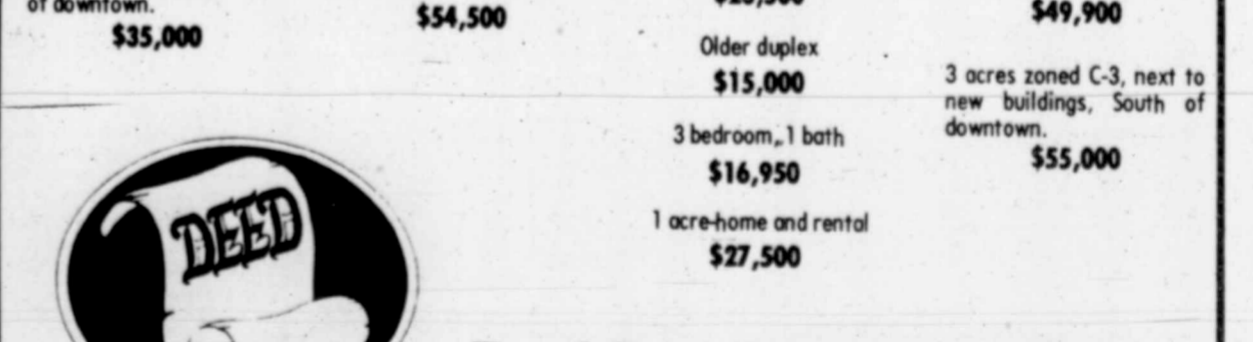 of downtown.
$35,000
$54,500
Older duplex
$15,000
3 bedroom, 1 bath
$16,950
1 acre-home and rental
$27,500
$49,900
3 acres zoned C-3, next to
new buildings, South of
downtown.
$55,000
DEED